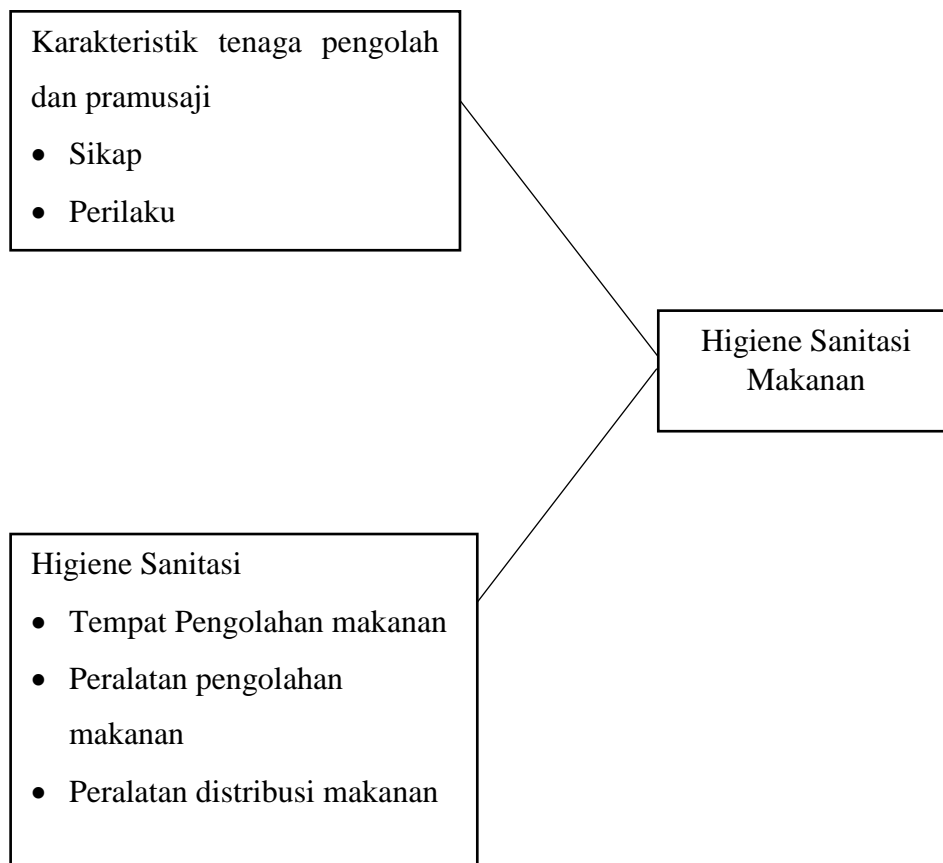 Karakteristik tenaga pengolah
dan pramusaji
• Sikap
• Perilaku
Higiene Sanitasi
Makanan
Higiene Sanitasi
• Tempat Pengolahan makanan
• Peralatan pengolahan
makanan
• Peralatan distribusi makanan